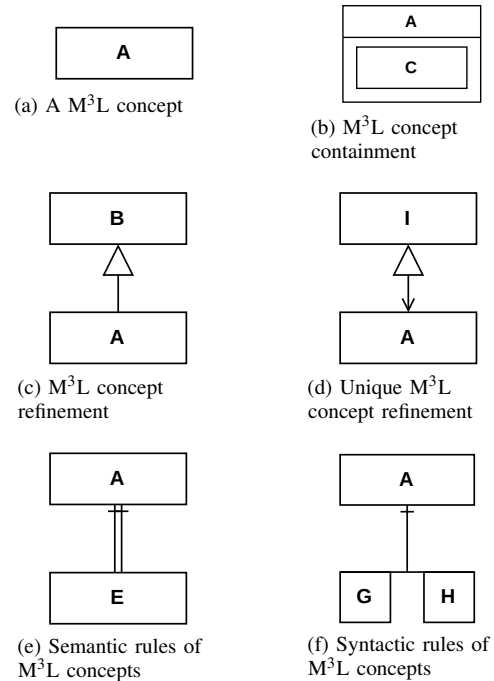 A
(a) A M³L concept
A
C
(b) M³L concept
containment
B
A
(c) M³L concept
refinement
I
A
(d) Unique M³L
concept refinement
A
E
(e) Semantic rules of
M³L concepts
A
G H
(f) Syntactic rules of
M³L concepts